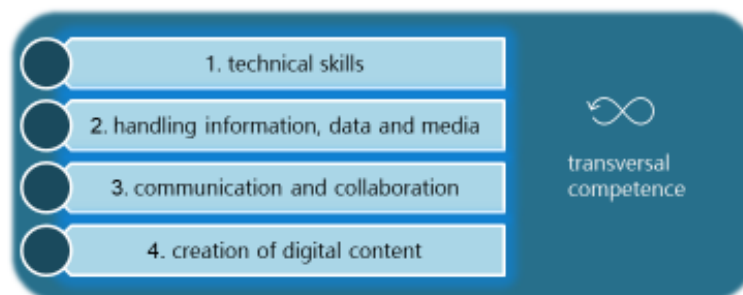 1. technical skills
2. handling information, data and media
3. communication and collaboration
4. creation of digital content
transversal
competence